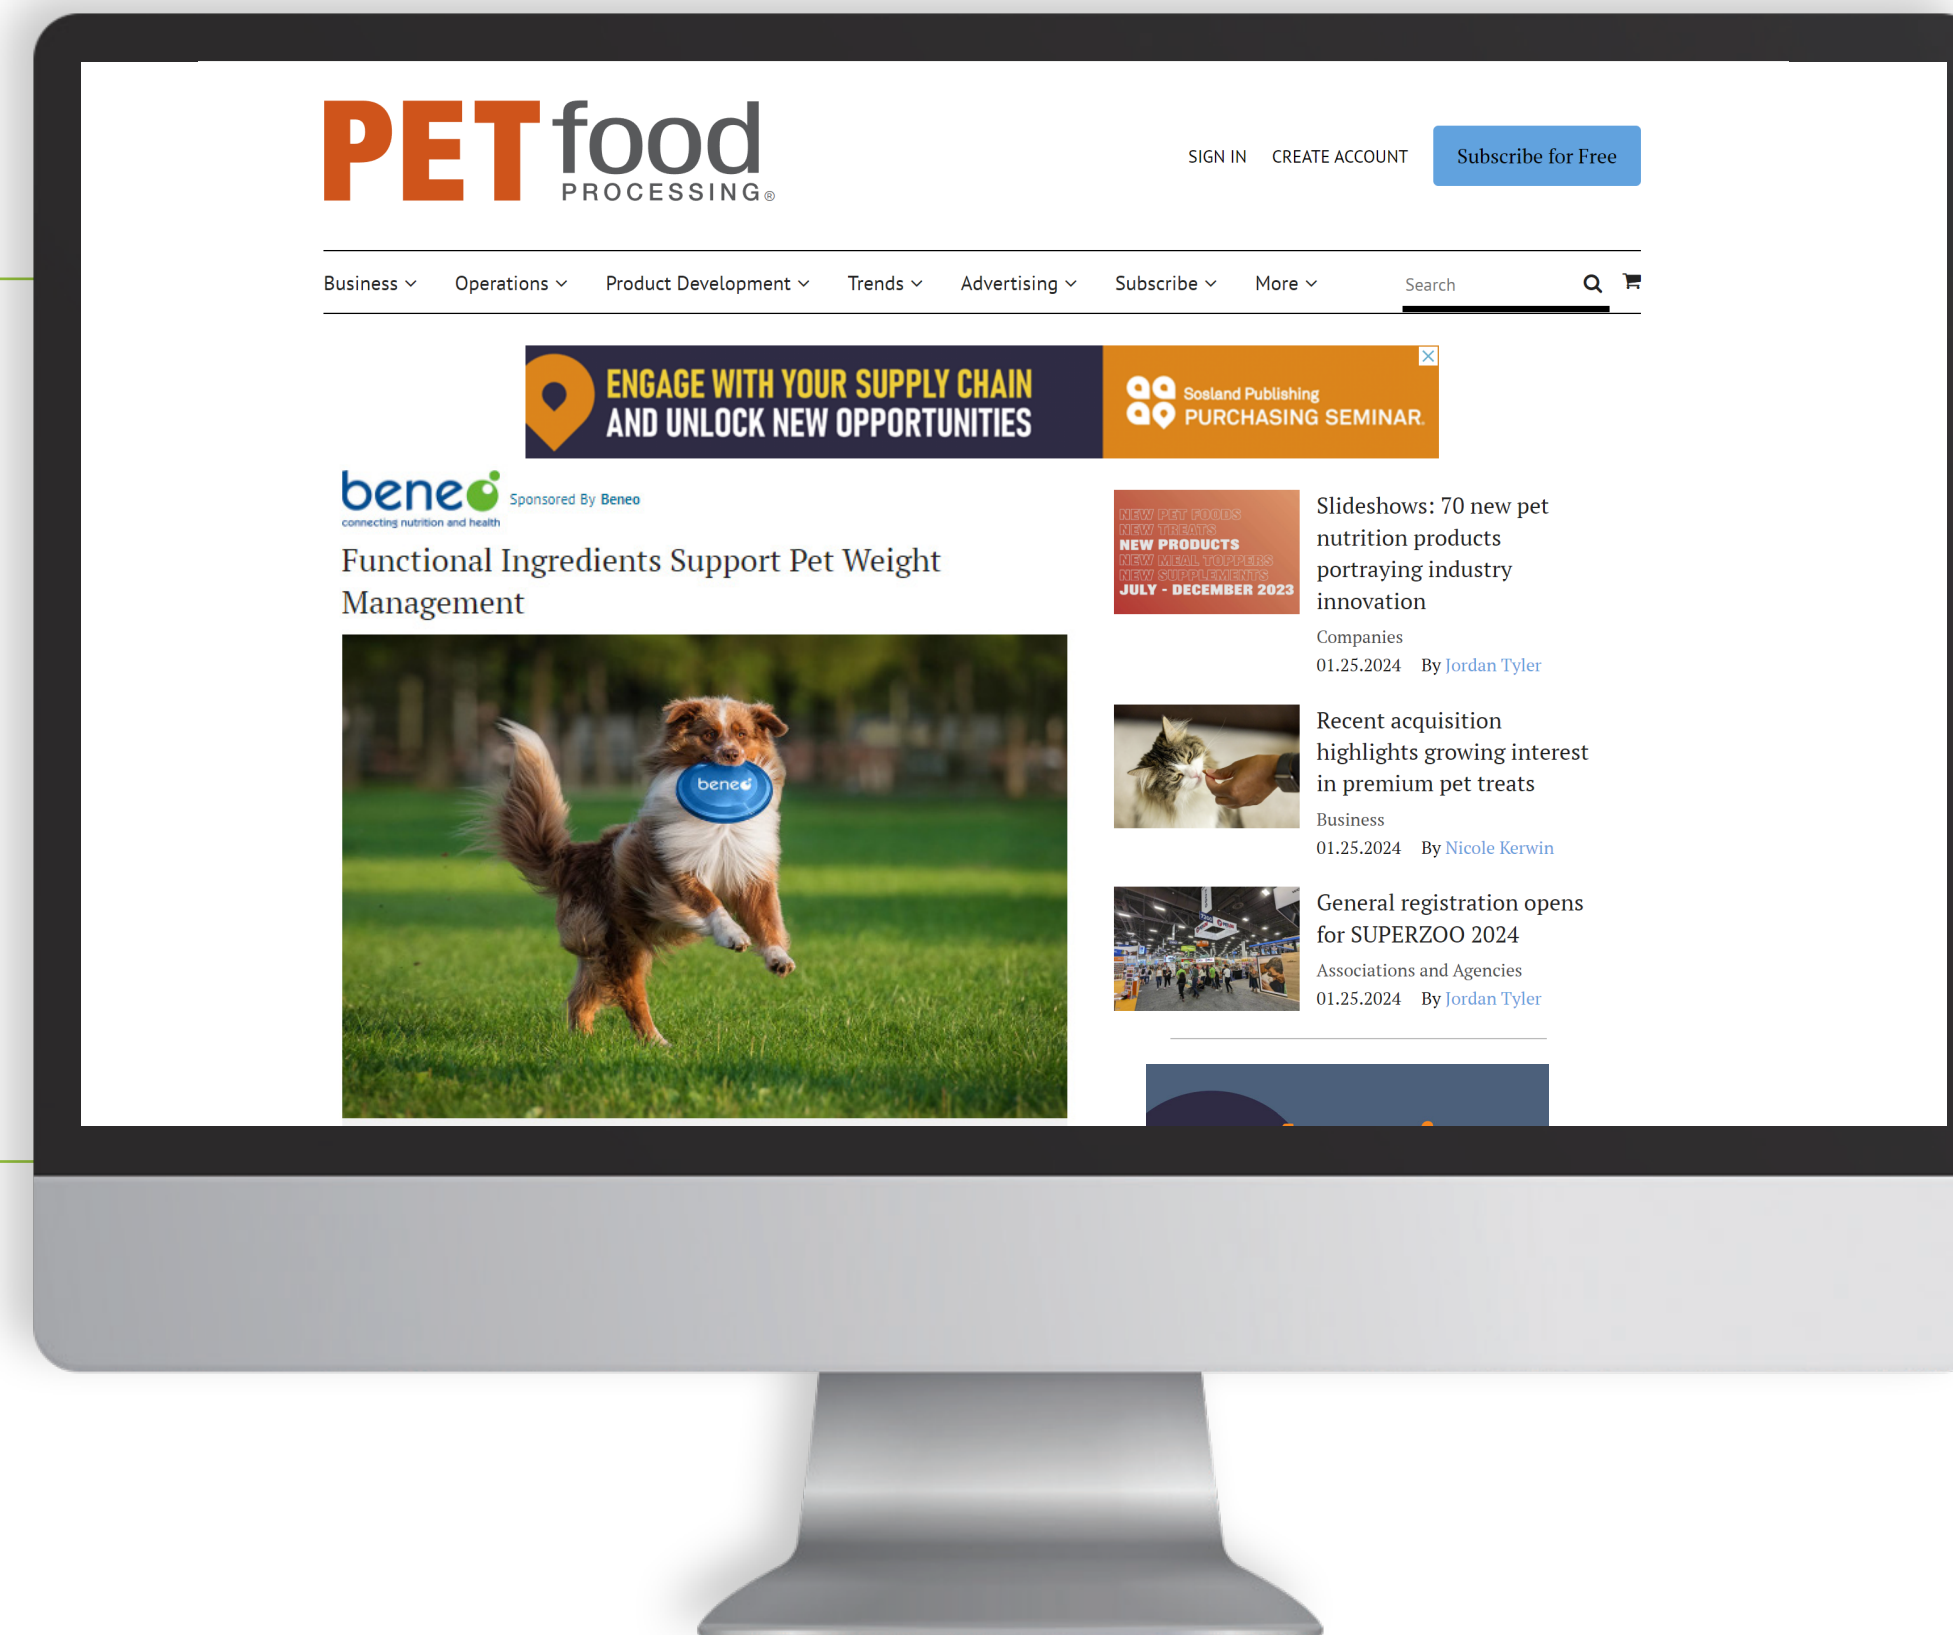 PET food
PROCESSING®
SIGN IN CREATE ACCOUNT Subscribe for Free
Business Operations Product Development Trends Advertising Subscribe More Search
ENGAGE WITH YOUR SUPPLY CHAIN
AND UNLOCK NEW OPPORTUNITIES
Sosland Publishing
PURCHASING SEMINAR.
beneo
connecting nutrition and health
Sponsored By Beneo
Functional Ingredients Support Pet Weight
Management
beneo
NEW PET FOODS
NEW TREATS
NEW PRODUCTS
NEW MEAL TOPPERS
NEW SUPPLEMENTS
JULY - DECEMBER 2023
Slideshows: 70 new pet
nutrition products
portraying industry
innovation
Companies
01.25.2024 By Jordan Tyler
Recent acquisition
highlights growing interest
in premium pet treats
Business
01.25.2024 By Nicole Kerwin
General registration opens
for SUPERZOO 2024
Associations and Agencies
01.25.2024 By Jordan Tyler